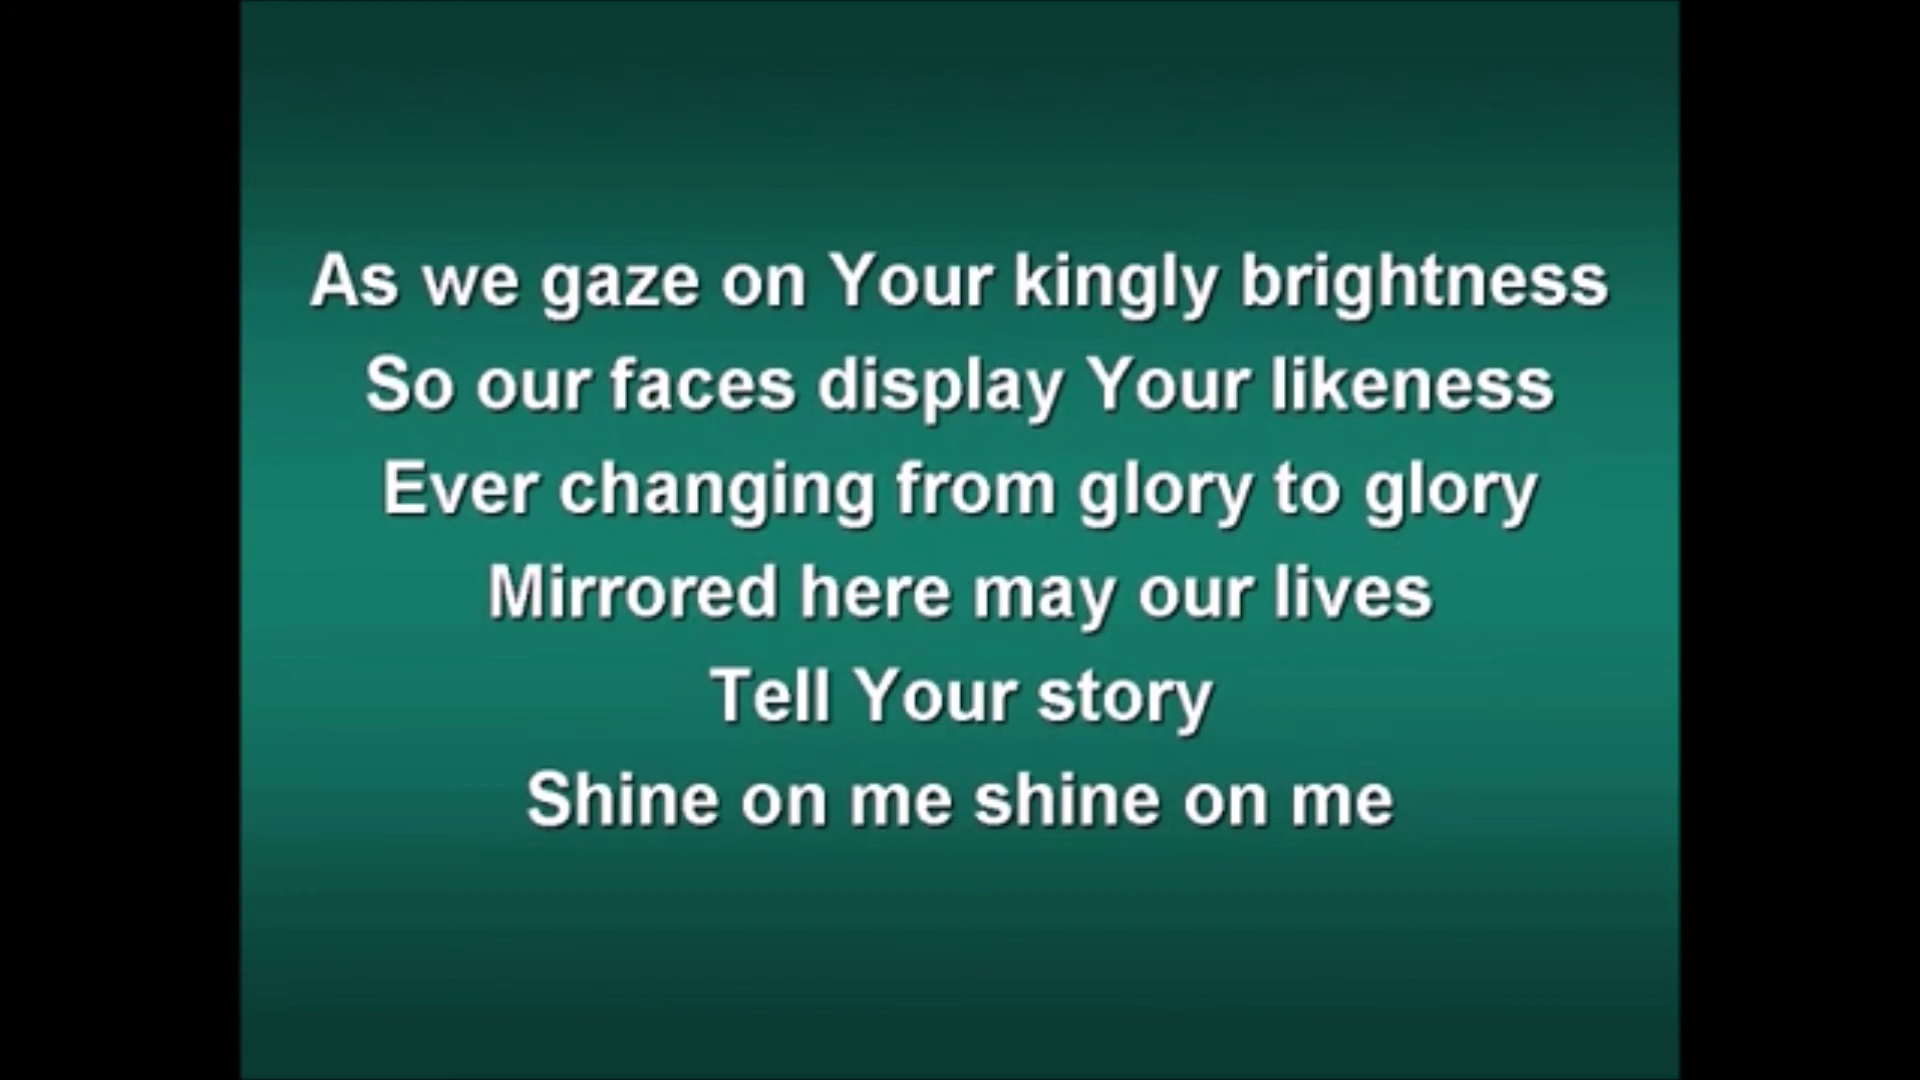 As we gaze on Your kingly brightness
So our faces display Your likeness
Ever changing from glory to glory
Mirrored here may our lives
Tell Your story
Shine on me shine on me